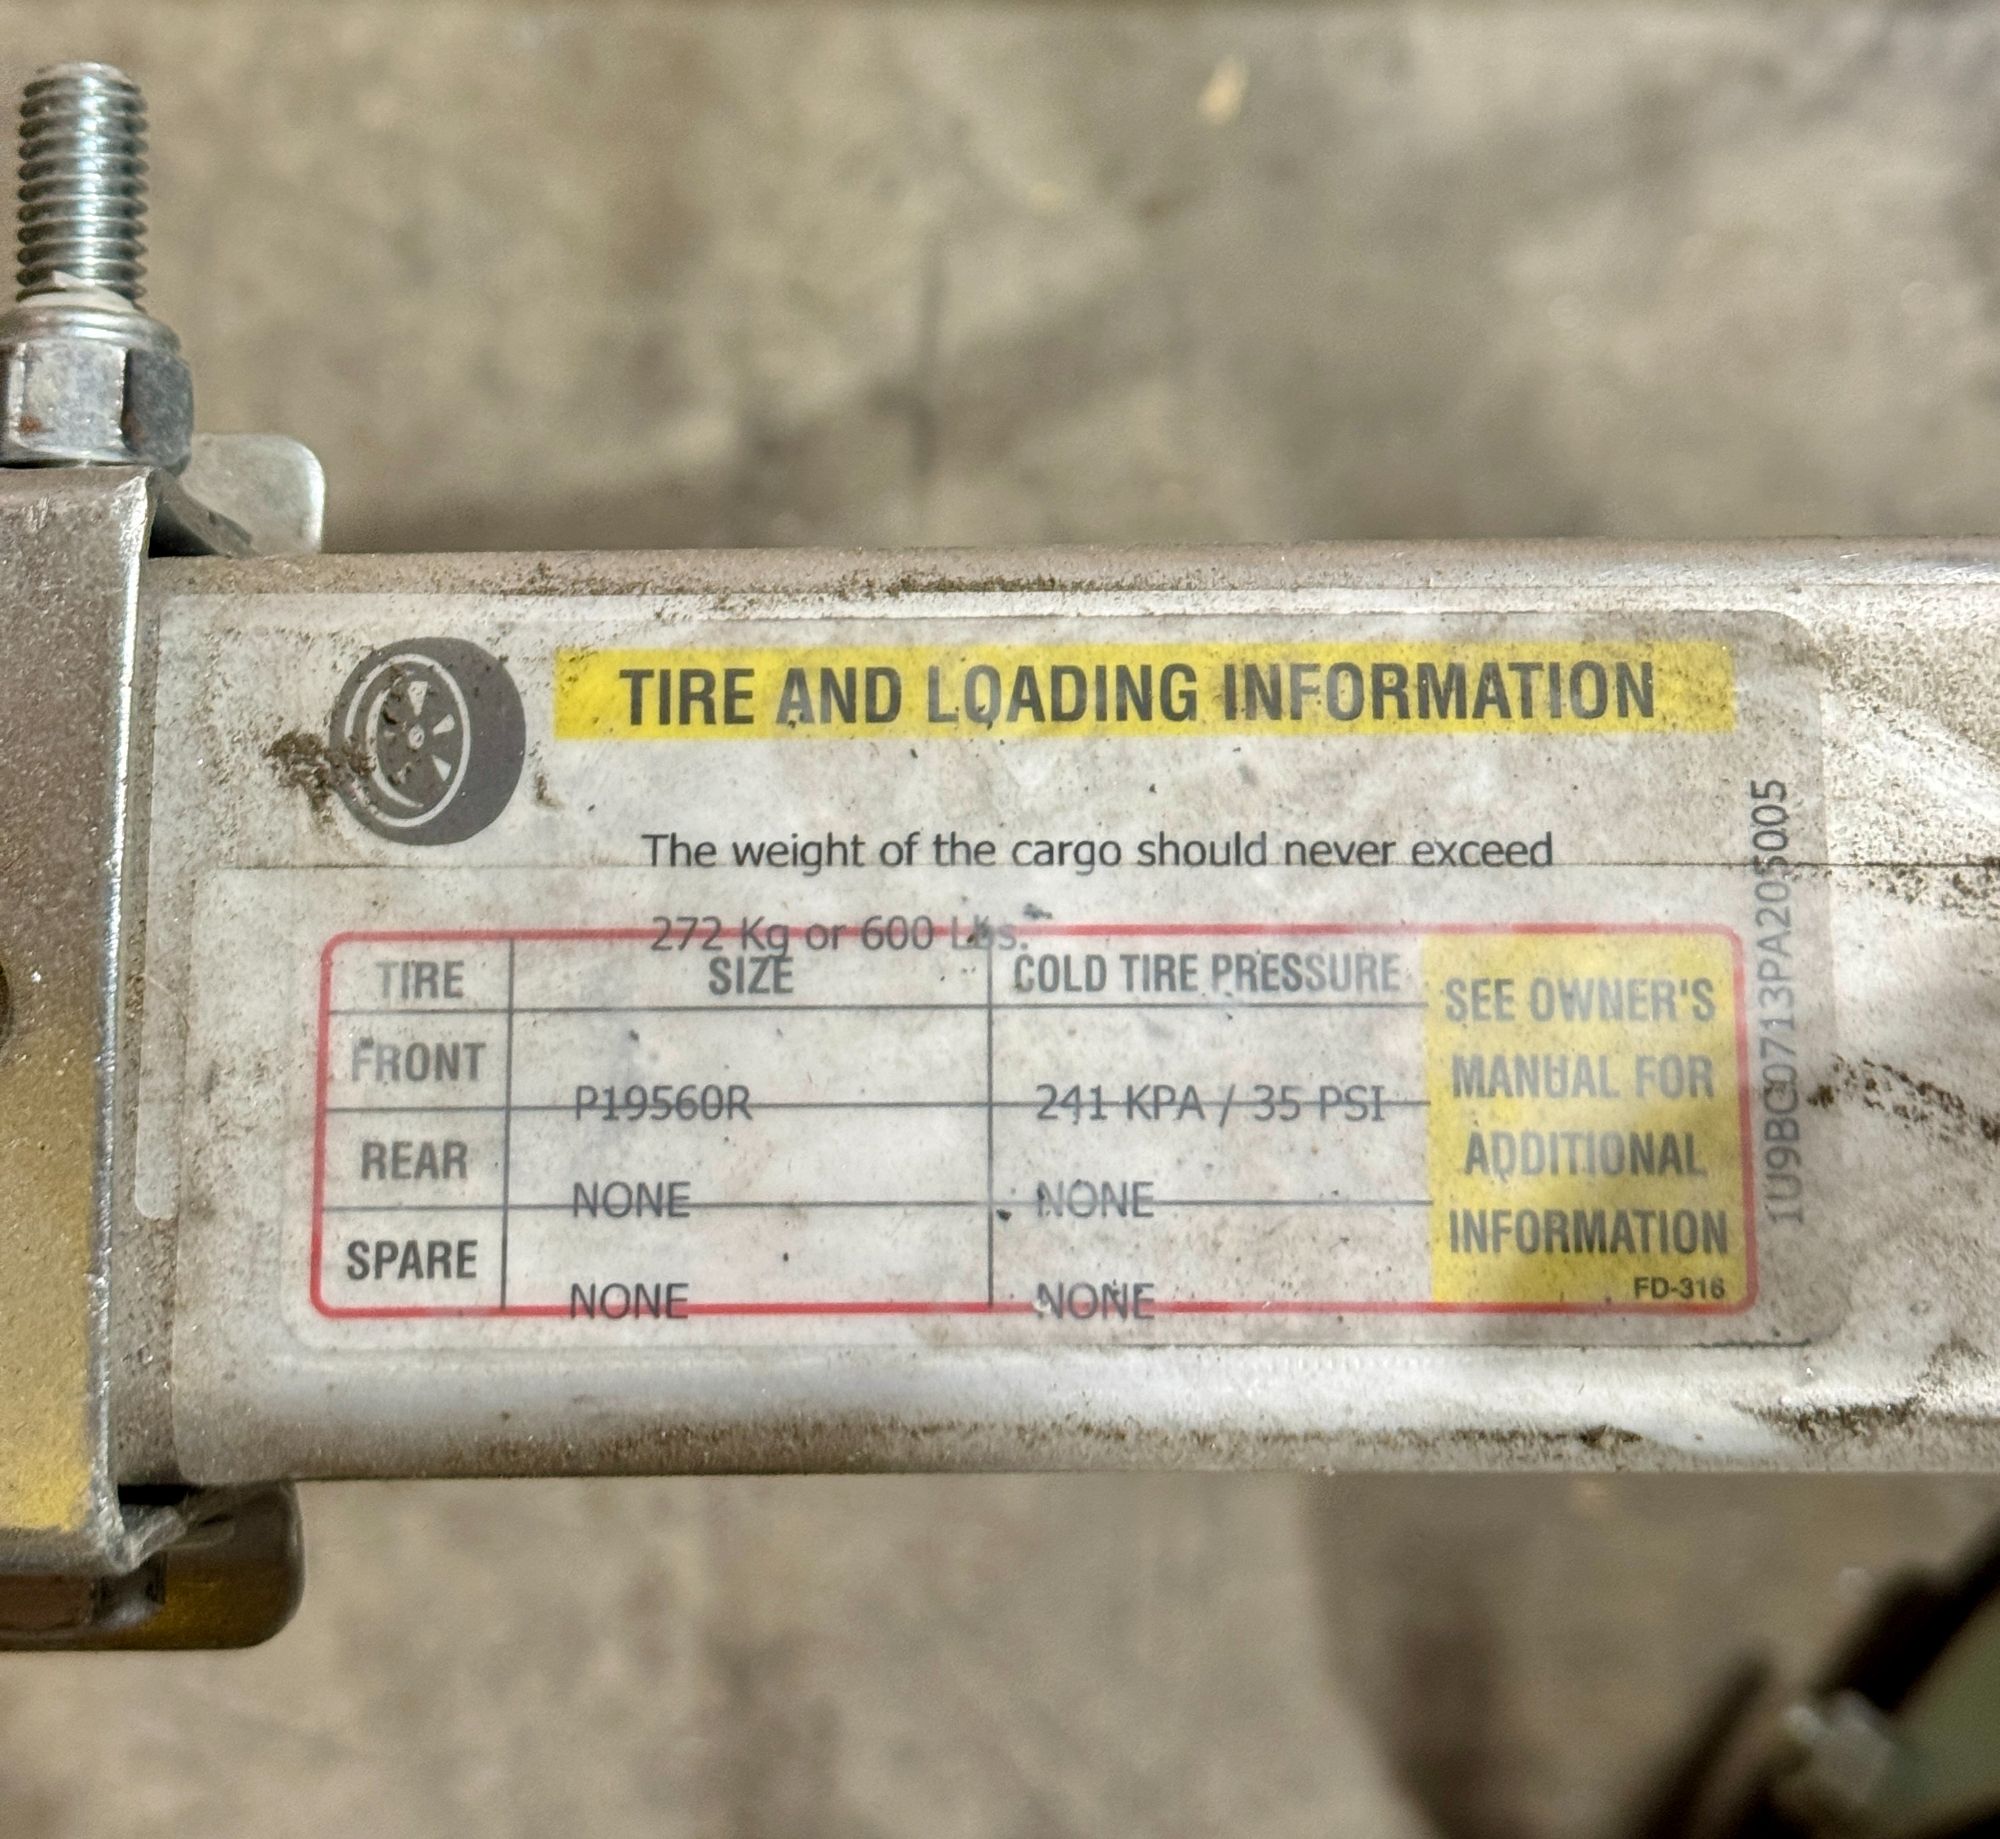 TIRE AND LOADING INFORMATION
The weight of the cargo should never exceed
272 Kg or 600 Lbs.
TIRE SIZE COLD TIRE PRESSURE
FRONT P19560R 241 KPA / 35 PSI
REAR NONE NONE
SPARE NONE NONE
SEE OWNER'S
MANUAL FOR
ADDITIONAL
INFORMATION
FD-316
1U9BC0713PA205005